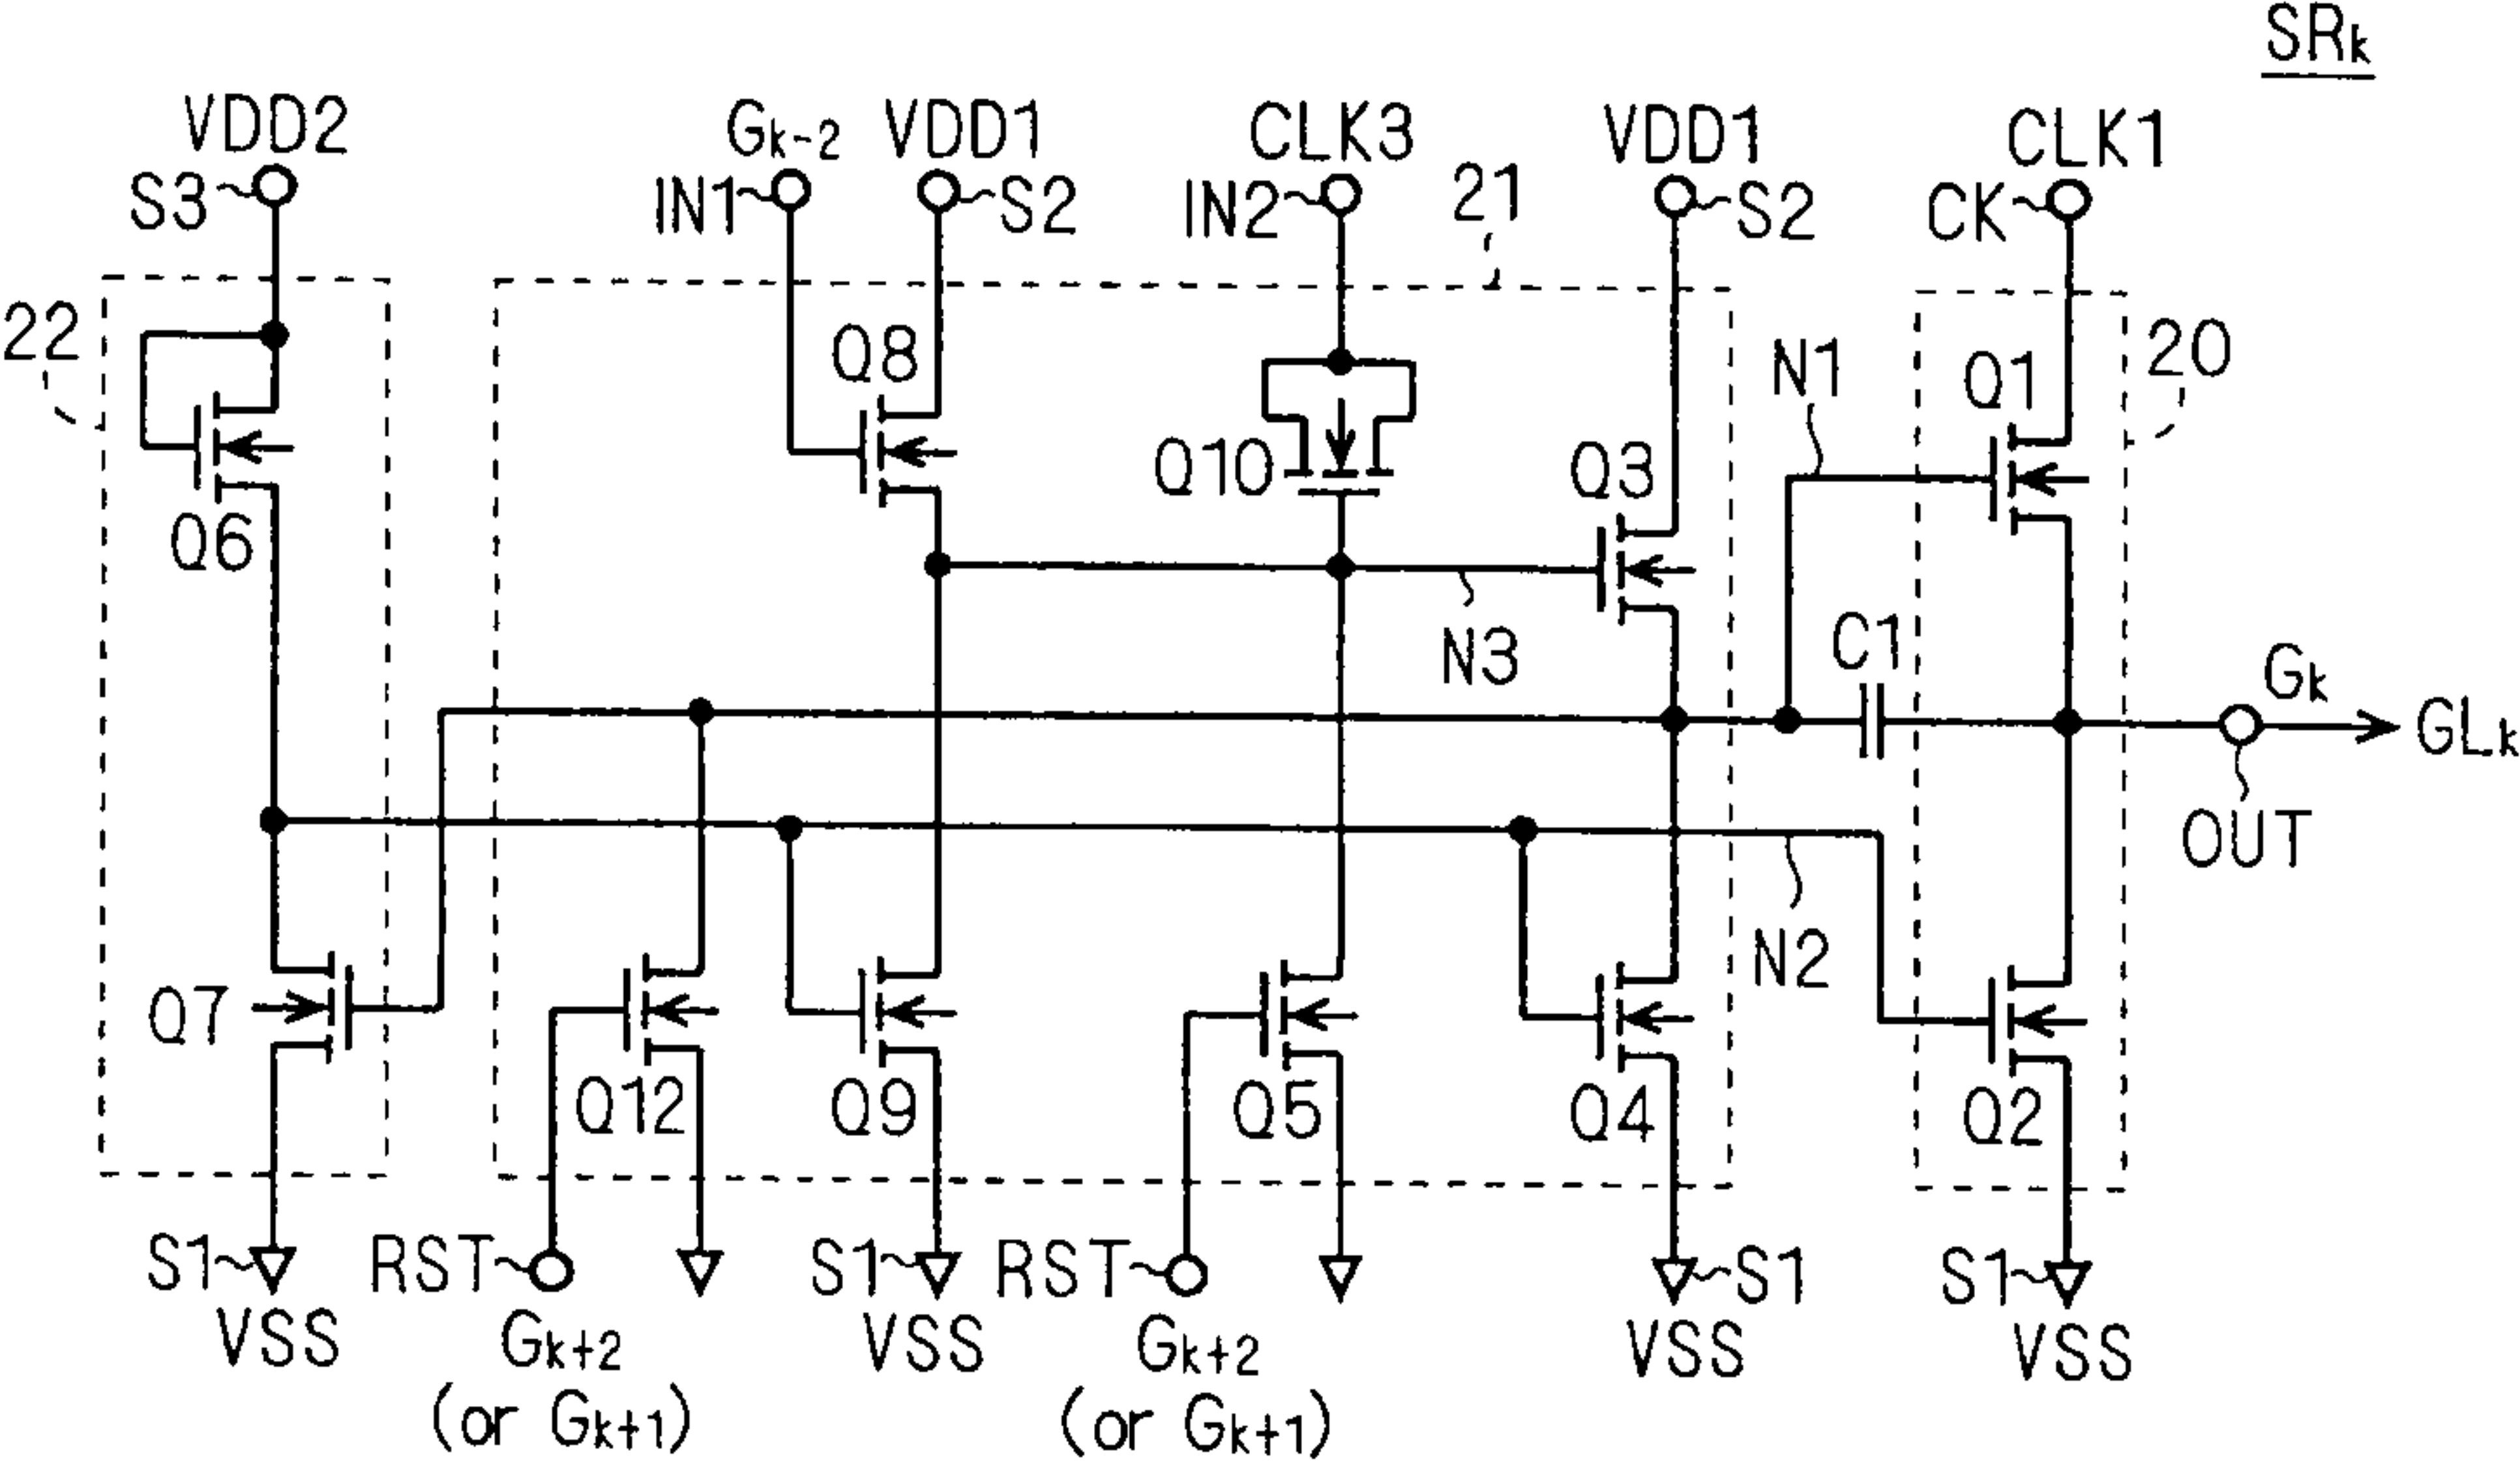 SRk
VDD2
Gk-2
VDD1
CLK3
VDD1
CLK1
S3
IN1
S2
IN2
21
S2
CK
22
Q8
N1
Q1
20
Q10
Q3
Q6
N3
C1
Gk
GLk
OUT
N2
Q7
Q12
Q9
Q5
Q4
Q2
S1
RST
S1
RST
S1
S1
VSS
Gk+2
VSS
Gk+2
VSS
VSS
(or Gk+1)
(or Gk+1)